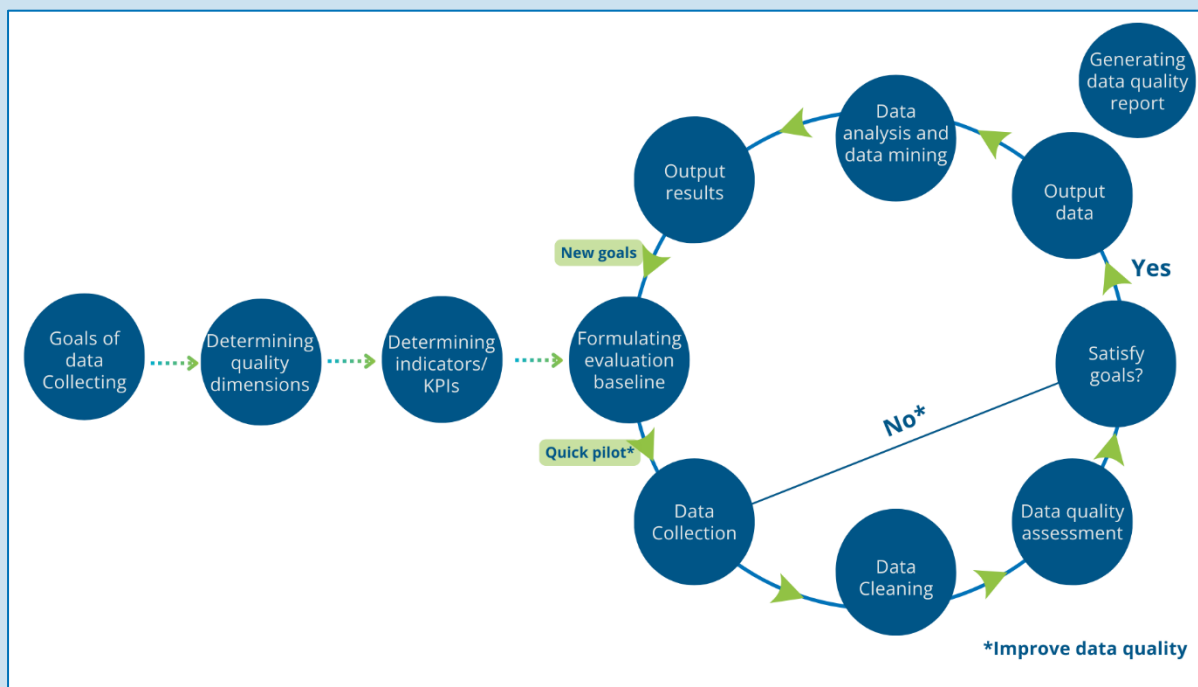 Generating
data quality
report
Data
analysis and
data mining
Output
results
Output
data
New goals
Yes
Goals of
data
Collecting
Determining
quality
dimensions
Determining
indicators/
KPIs
Formulating
evaluation
baseline
Satisfy
goals?
No*
Quick pilot*
Data
Collection
Data
Cleaning
Data quality
assessment
*Improve data quality